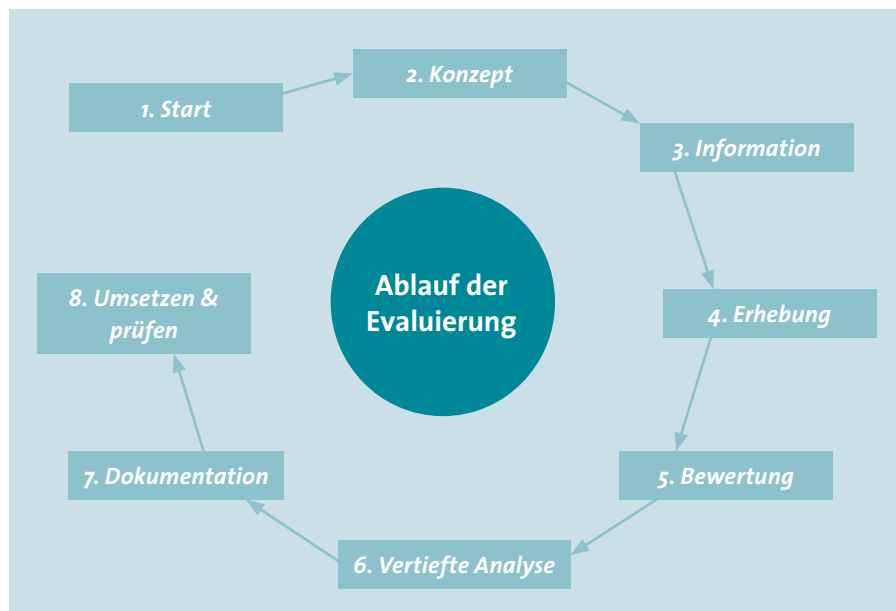 1. Start
2. Konzept
3. Information
4. Erhebung
5. Bewertung
6. Vertiefte Analyse
7. Dokumentation
8. Umsetzen &
prüfen
Ablauf der
Evaluierung